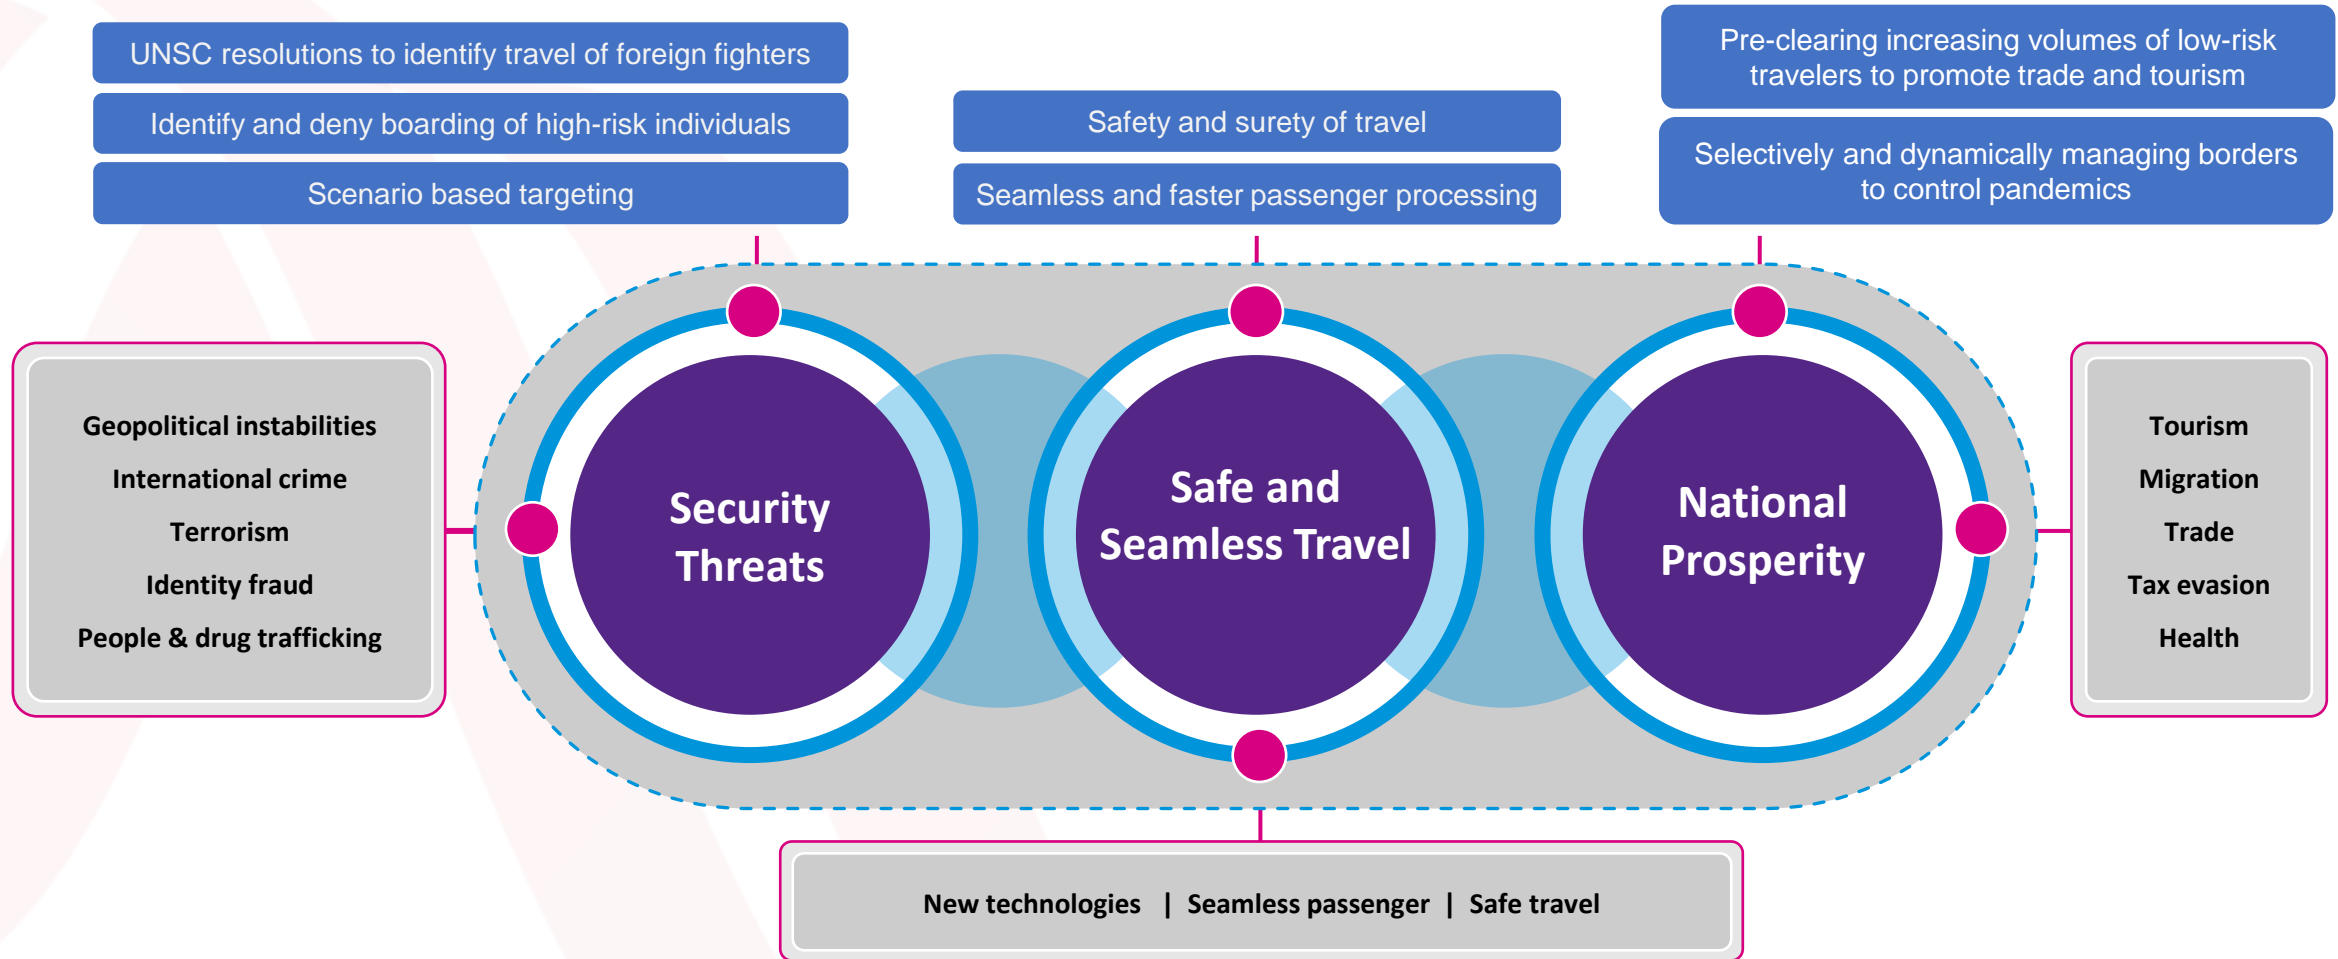 UNSC resolutions to identify travel of foreign fighters
Identify and deny boarding of high-risk individuals
Scenario based targeting
Safety and surety of travel
Seamless and faster passenger processing
Pre-clearing increasing volumes of low-risk
travelers to promote trade and tourism
Selectively and dynamically managing borders
to control pandemics
Geopolitical instabilities
International crime
Terrorism
Identity fraud
People & drug trafficking
Security
Threats
Safe and
Seamless Travel
National
Prosperity
Tourism
Migration
Trade
Tax evasion
Health
New technologies | Seamless passenger | Safe travel